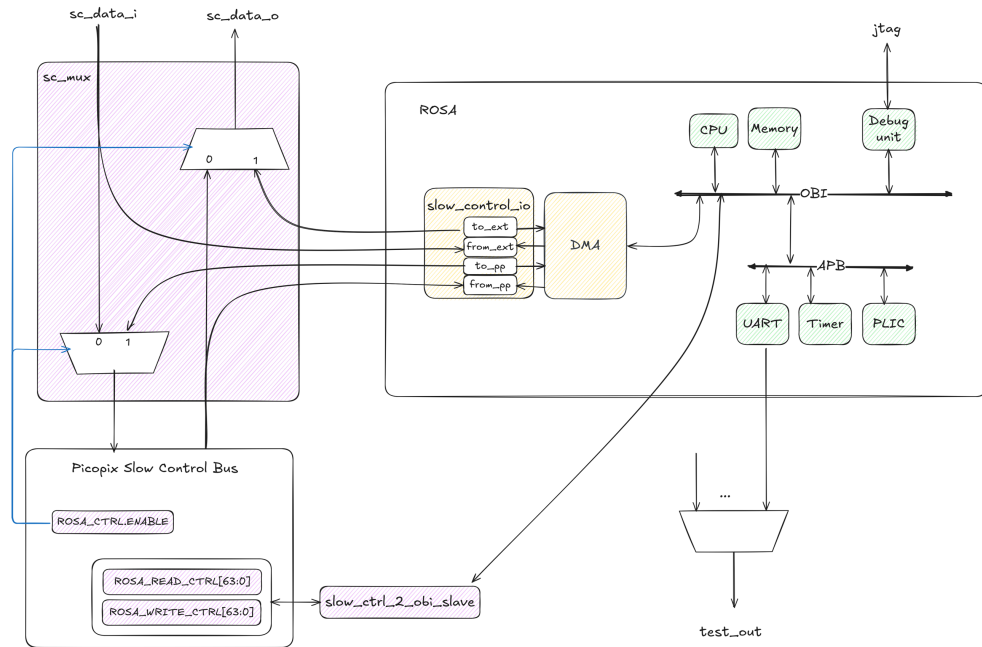 sc_data_i
sc_data_o
jtag
sc_mux
ROSA
CPU
Memory
Debug
unit
0 1
OBI
slow_control_io
to_ext
from_ext
to_pp
from_pp
DMA
APB
UART
Timer
PLIC
0 1
Picopix Slow Control Bus
...
ROSA_CTRL.ENABLE
ROSA_READ_CTRL[63:0]
ROSA_WRITE_CTRL[63:0]
slow_ctrl_2_obi_slave
test_out